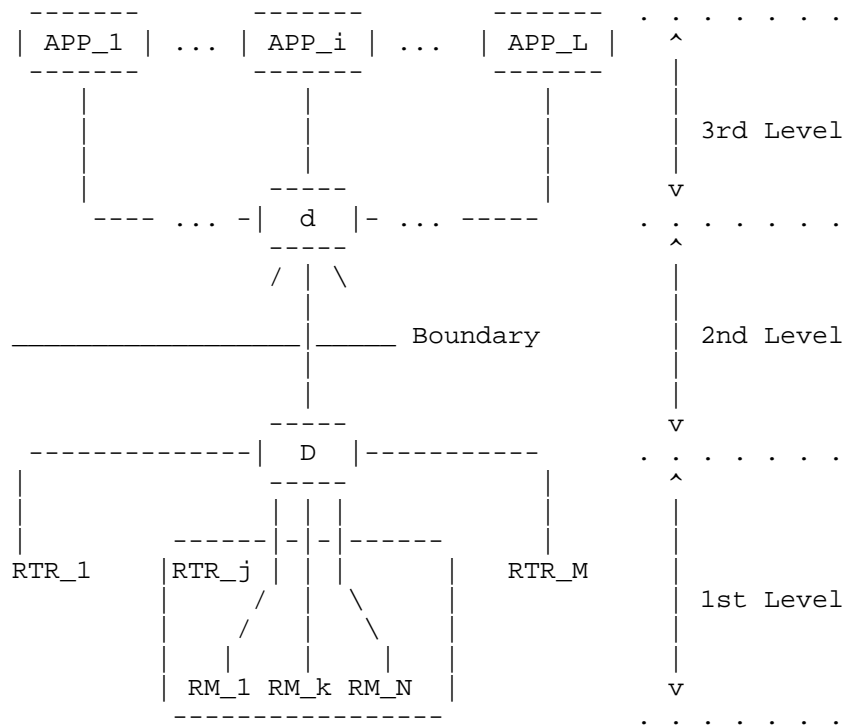 APP_1 ... APP_i ... APP_L
3rd Level
... d ...
Boundary 2nd Level
D
RTR_1 RTR_j RTR_M
1st Level
RM_1 RM_k RM_N